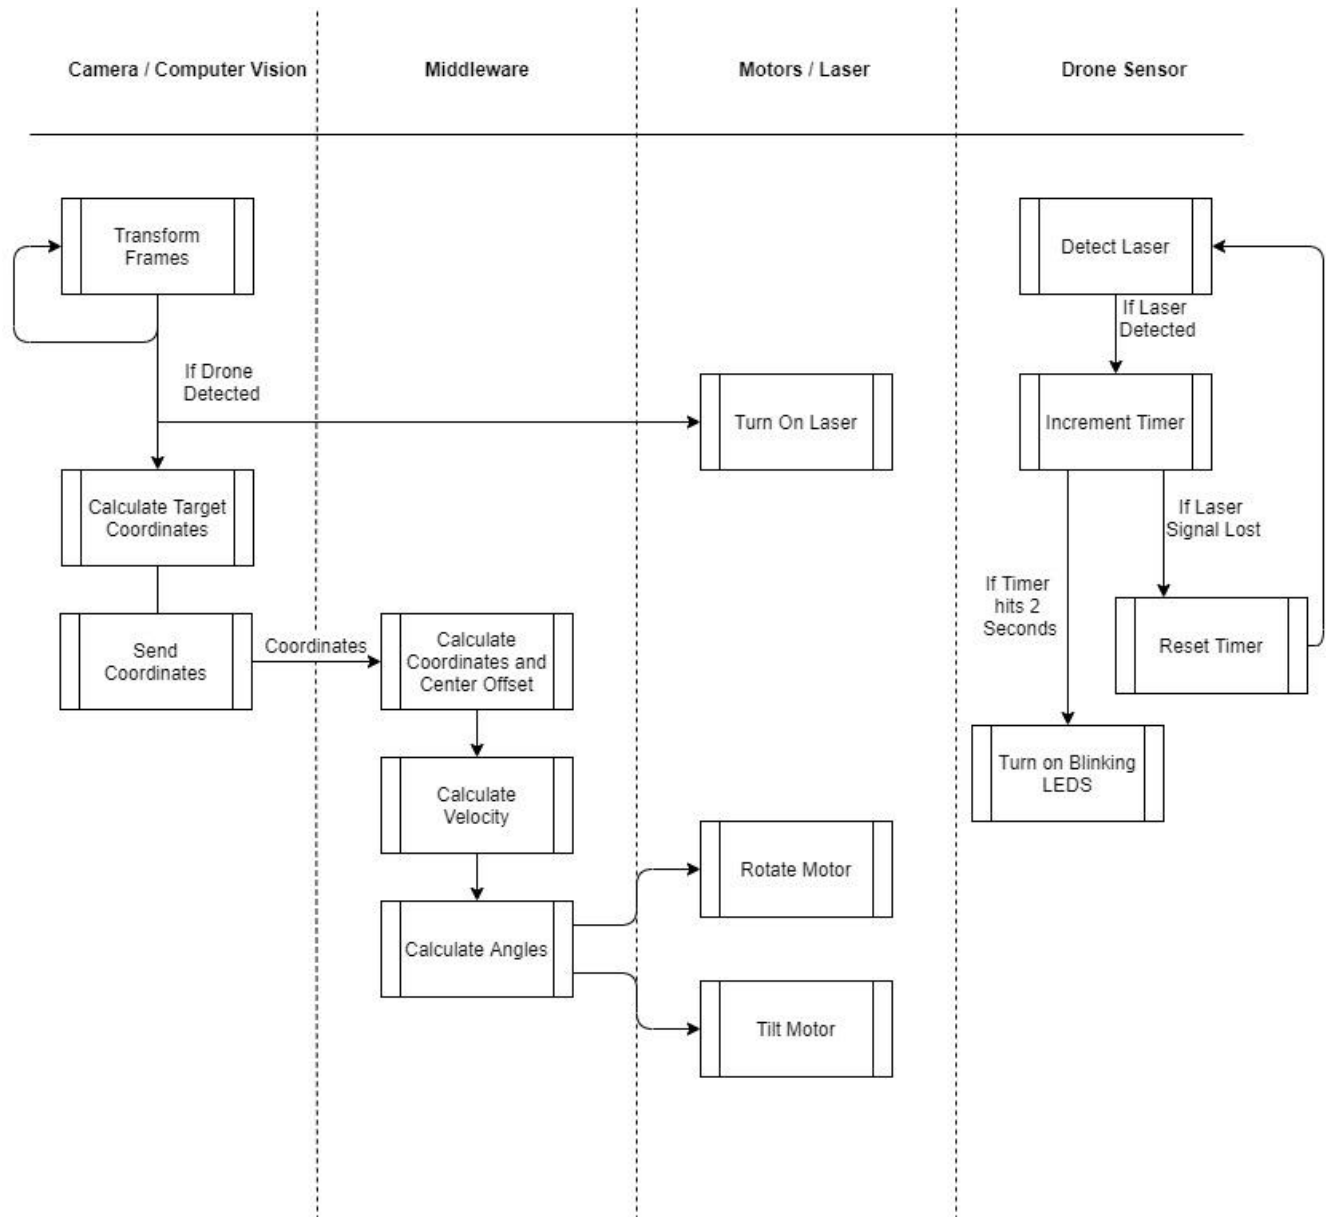 Camera / Computer Vision
Middleware
Motors / Laser
Drone Sensor
Transform
Frames
Detect Laser
If Laser
Detected
If Drone
Detected
Turn On Laser
Increment Timer
Calculate Target
Coordinates
If Laser
Signal Lost
If Timer
hits 2
Seconds
Send
Coordinates
Coordinates
Calculate
Coordinates and
Center Offset
Reset Timer
Turn on Blinking
LEDS
Calculate
Velocity
Rotate Motor
Calculate Angles
Tilt Motor